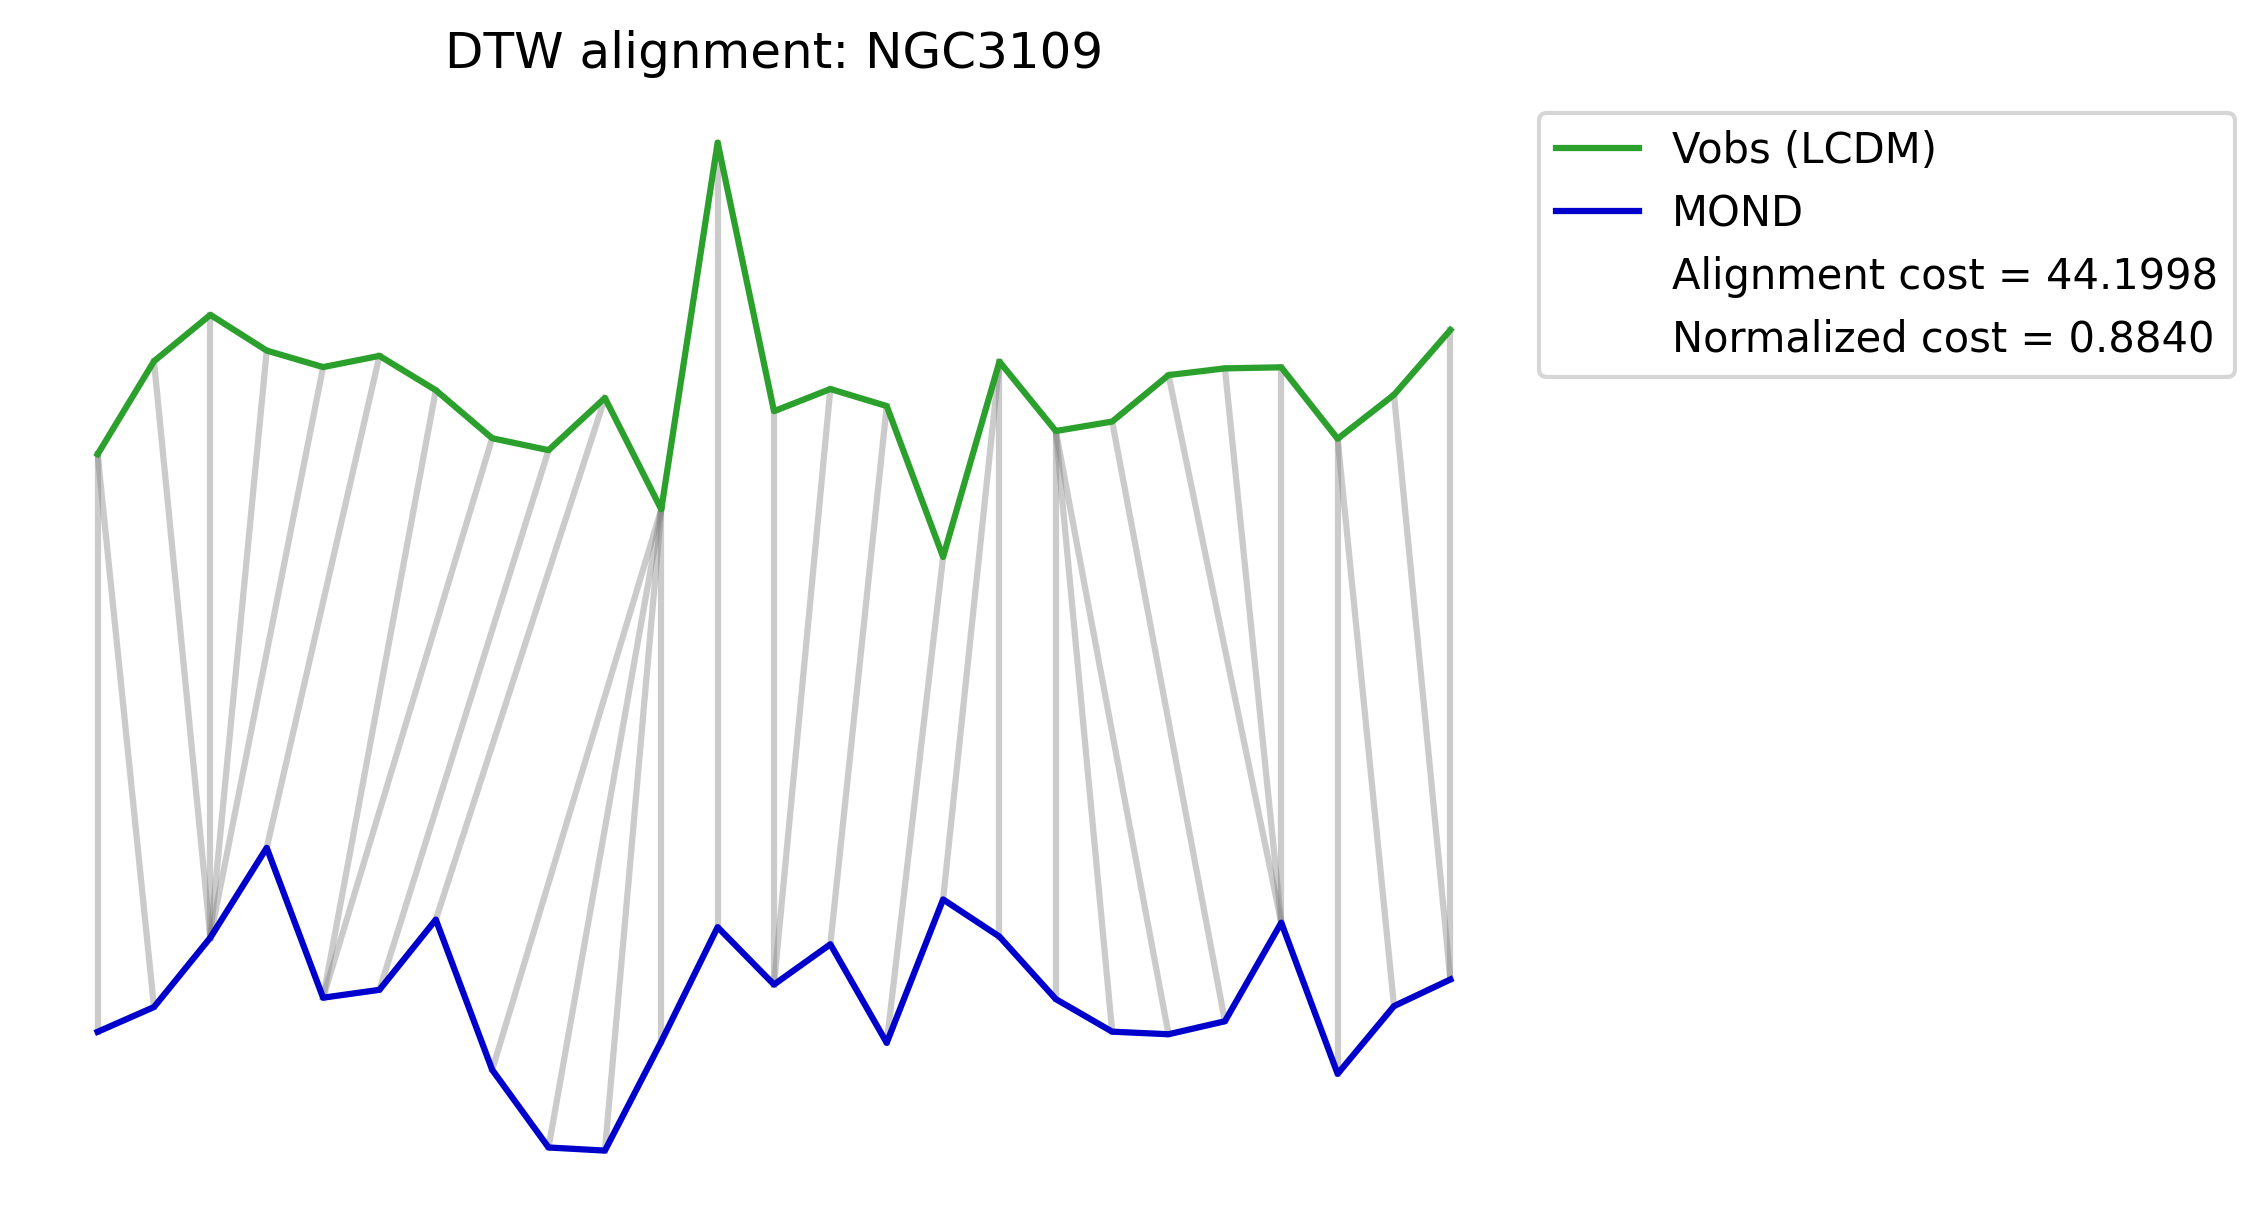 DTW alignment: NGC3109
Vobs (LCDM)
MOND
Alignment cost = 44.1998
Normalized cost = 0.8840